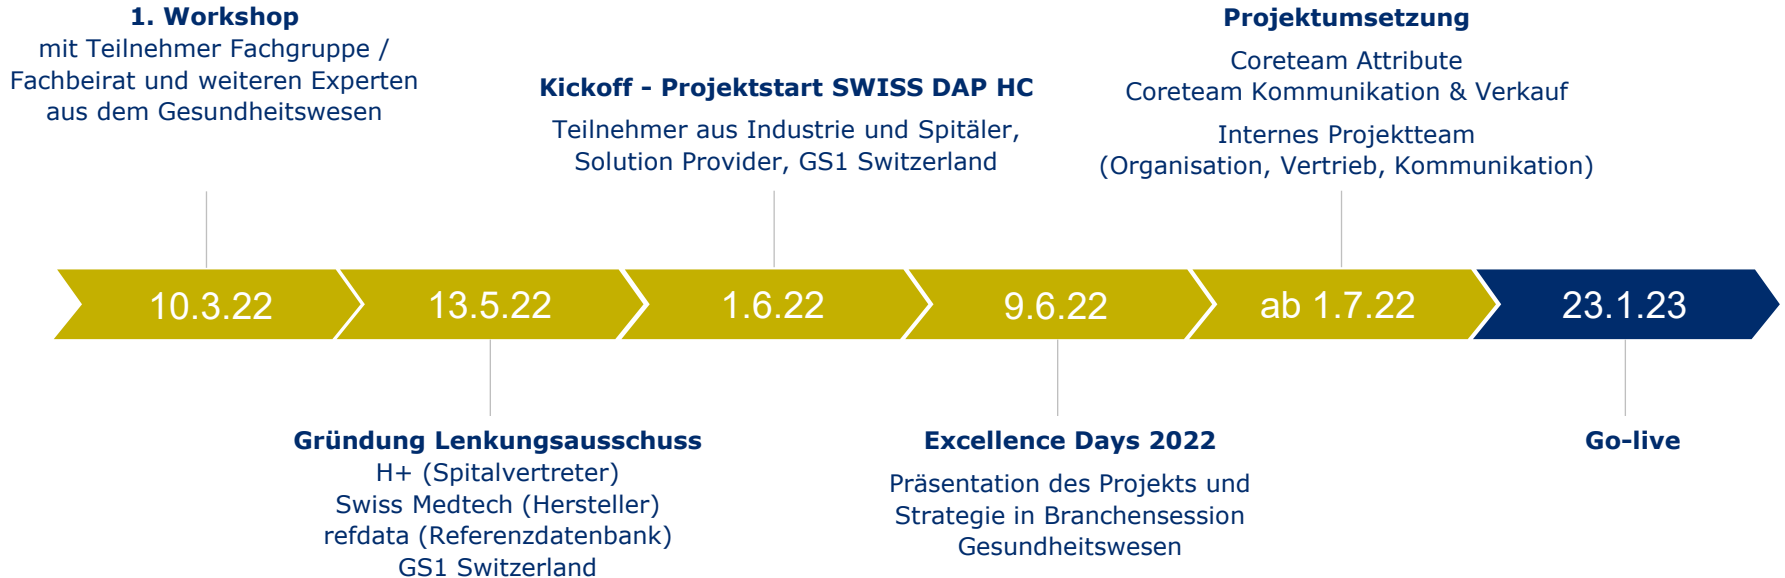 1. Workshop
mit Teilnehmer Fachgruppe /
Fachbeirat und weiteren Experten
aus dem Gesundheitswesen
Kickoff - Projektstart SWISS DAP HC
Teilnehmer aus Industrie und Spitäler,
Solution Provider, GS1 Switzerland
Projektumsetzung
Coreteam Attribute
Coreteam Kommunikation & Verkauf
Internes Projektteam
(Organisation, Vertrieb, Kommunikation)
10.3.22
13.5.22
1.6.22
9.6.22
ab 1.7.22
23.1.23
Gründung Lenkungsausschuss
H+ (Spitalvertreter)
Swiss Medtech (Hersteller)
refdata (Referenzdatenbank)
GS1 Switzerland
Excellence Days 2022
Präsentation des Projekts und
Strategie in Branchensession
Gesundheitswesen
Go-live